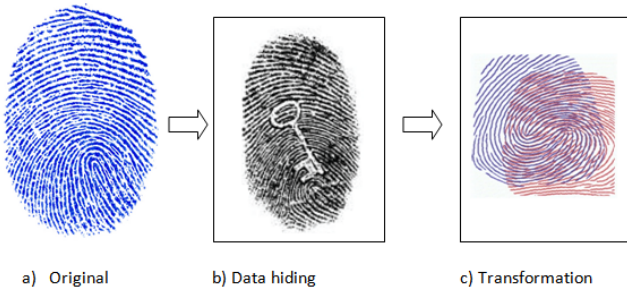 a) Original
b) Data hiding
c) Transformation